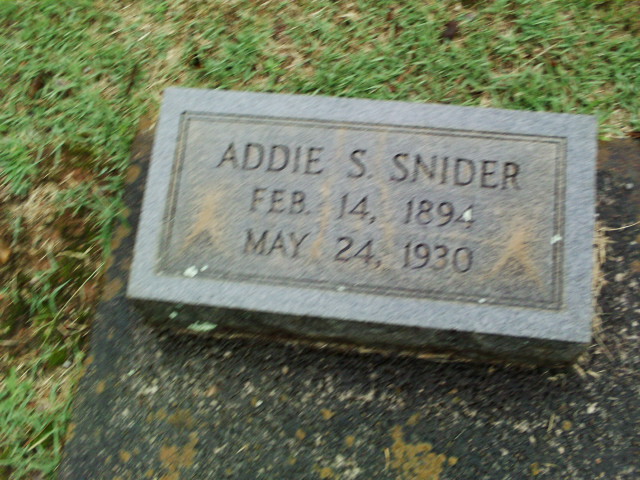 ADDIE S. SNIDER
FEB. 14, 1894
MAY 24, 1930